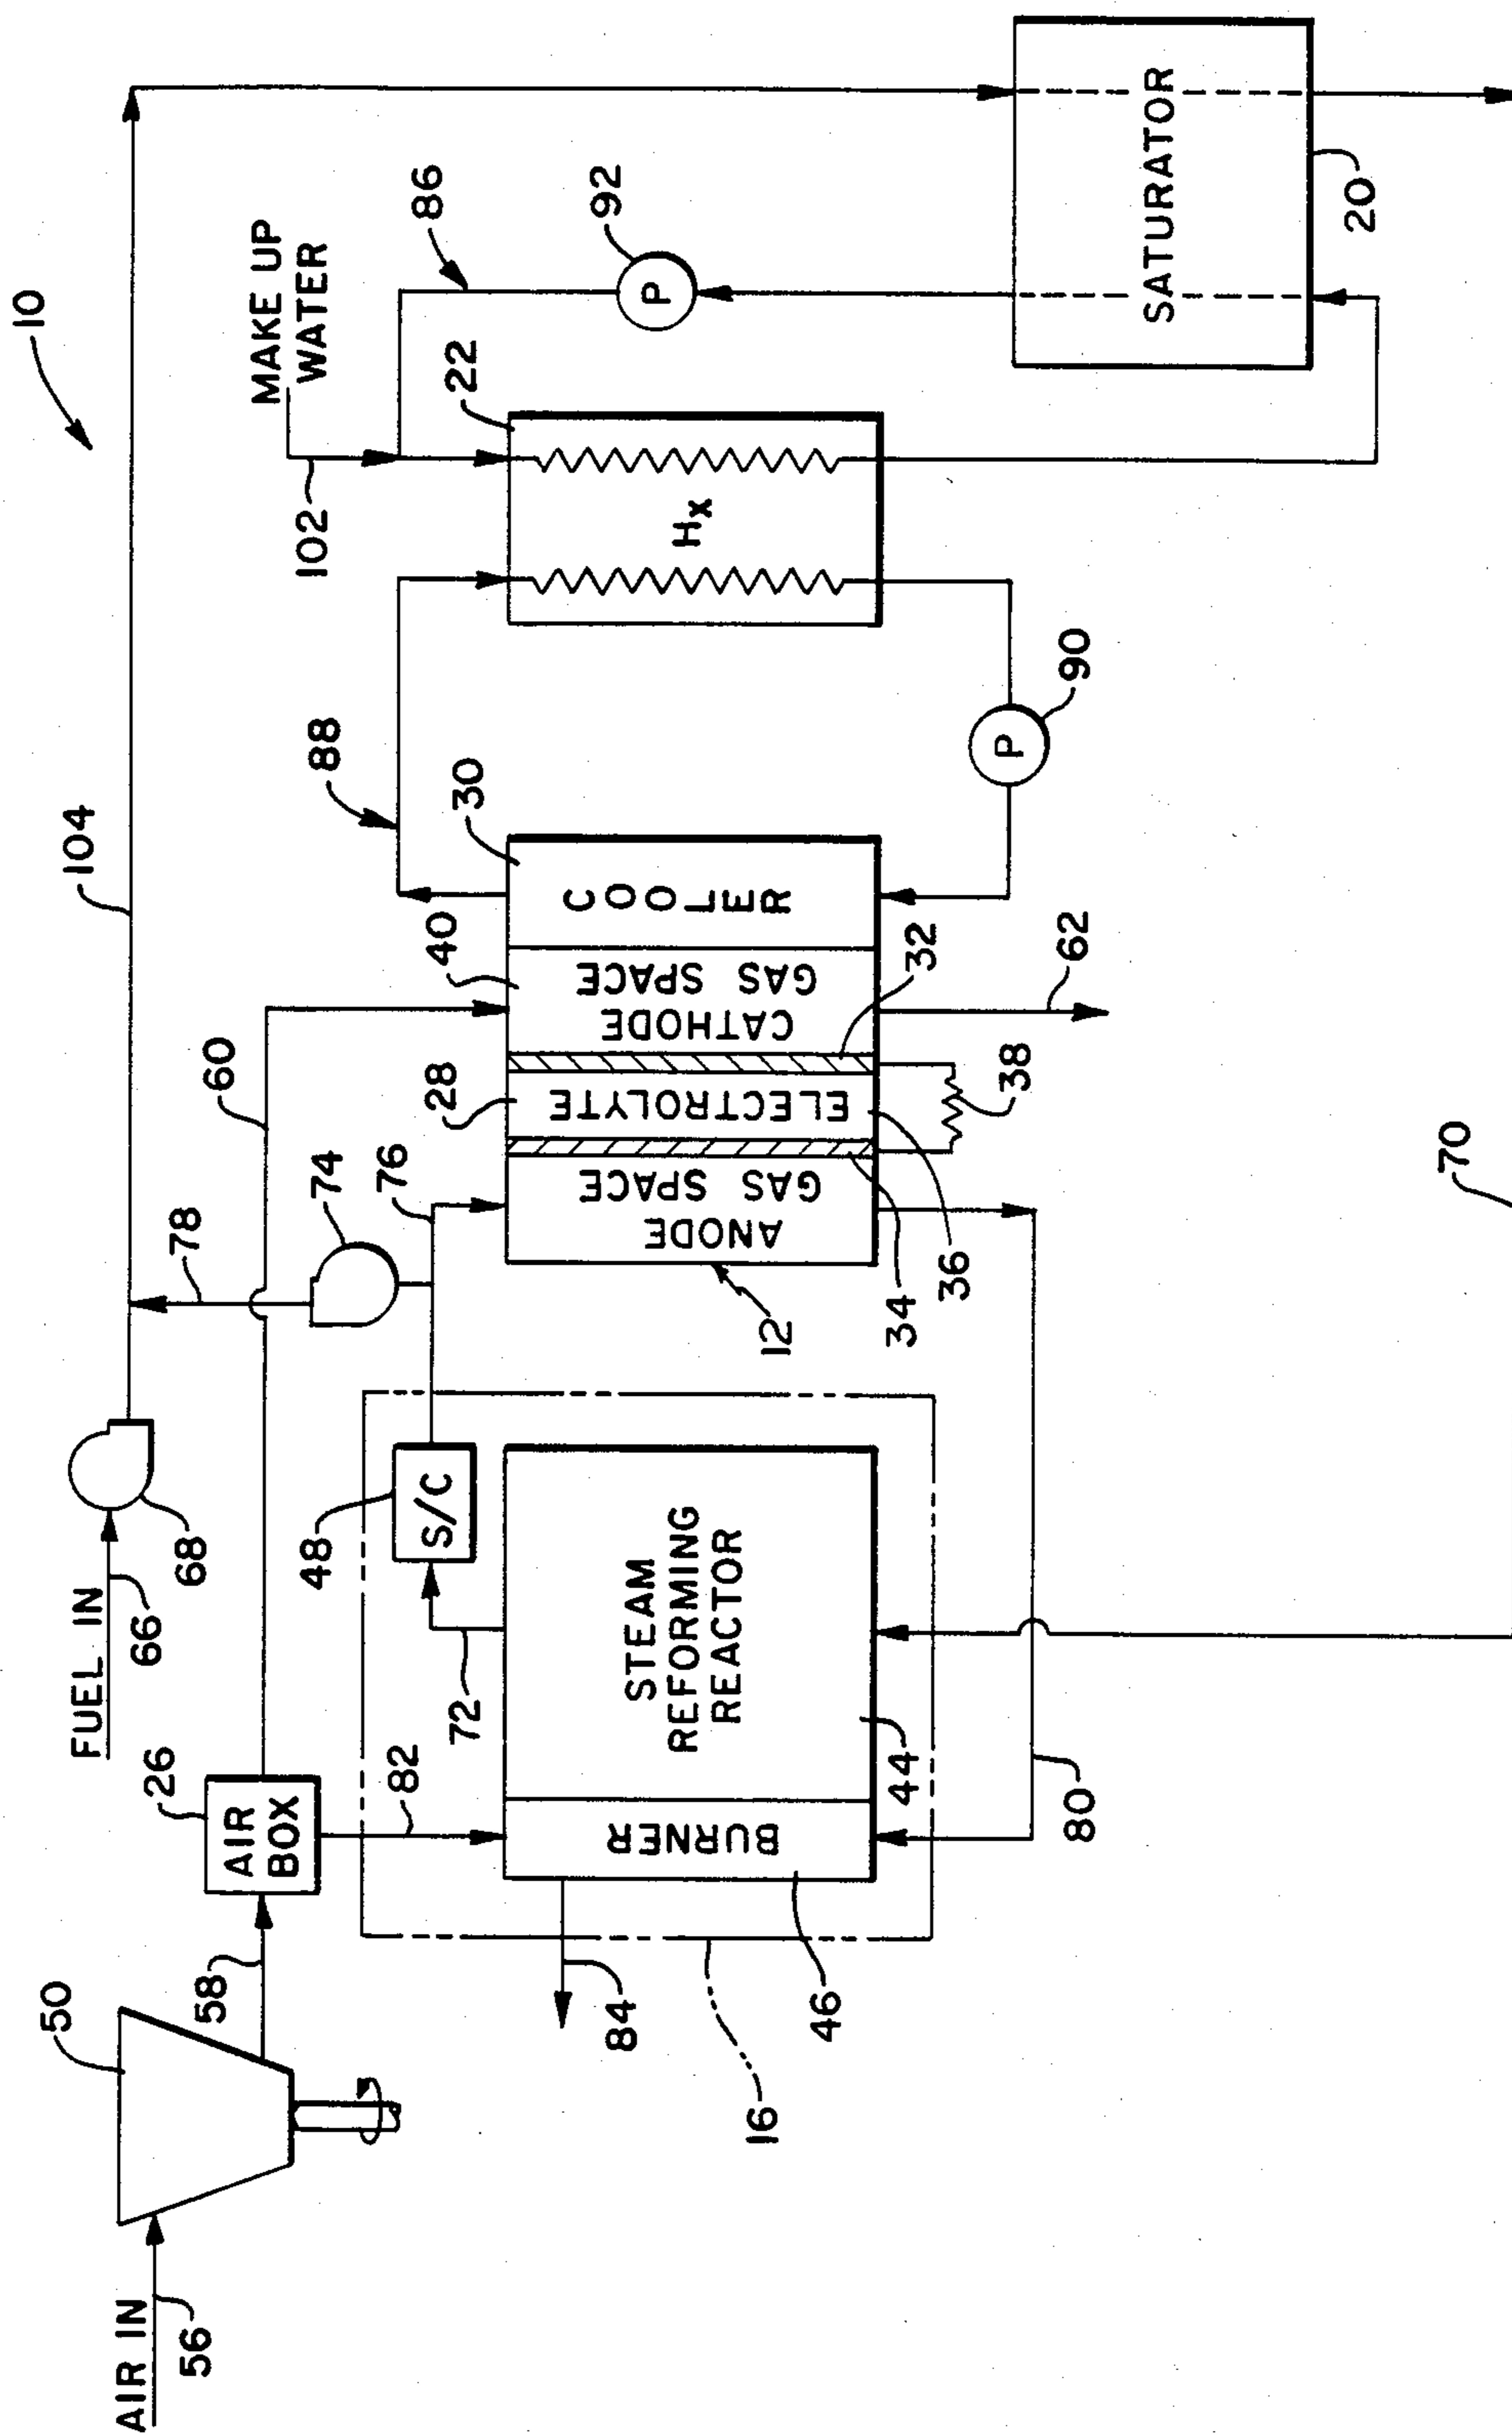 10
104
AIR IN
56
50
58
AIR
BOX
26
60
82
FUEL IN
66
68
78
74
76
S/C
48
72
STEAM
REFORMING
REACTOR
44
BURNER
46
84
16
80
70
12
ANODE
GAS SPACE
34
ELECTROLYTE
28
36
38
CATHODE
GAS SPACE
32
40
62
COOLER
30
88
P
90
HX
22
MAKE UP
WATER
102
86
P
92
SATURATOR
20